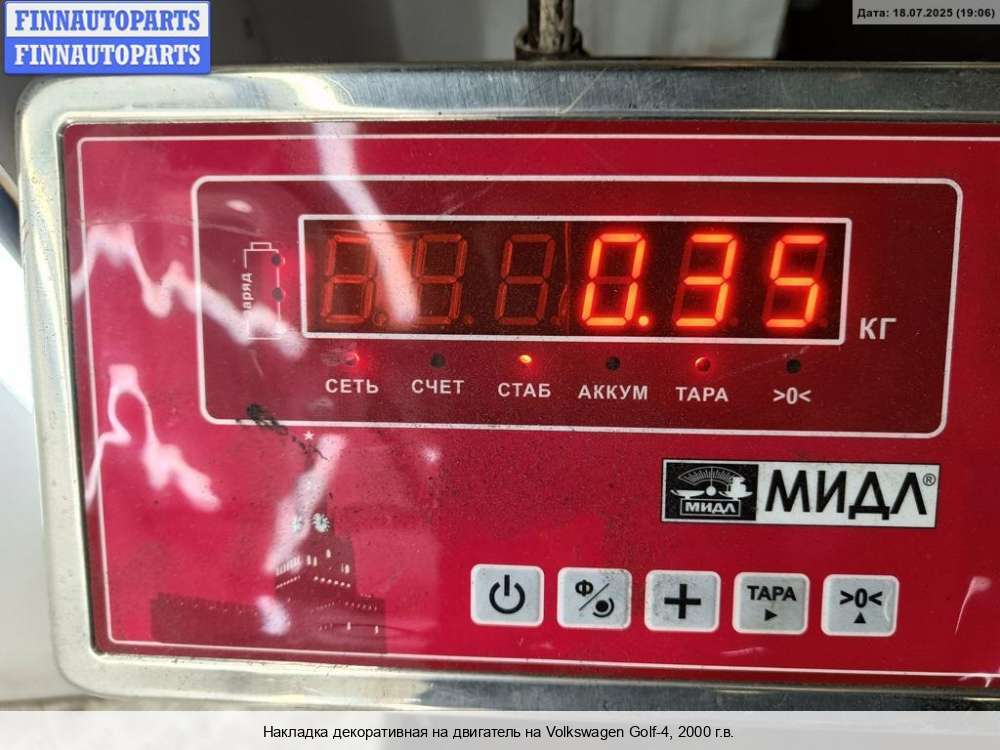 FINNAUTOPARTS
FINNAUTOPARTS
Дата: 18.07.2025 (19:06)
0.35
КГ
СЕТЬ СЧЕТ СТАБ АККУМ ТАРА >0<
МИДЛ
МИДЛ®
Ф
ТАРА
>0<
Накладка декоративная на двигатель на Volkswagen Golf-4, 2000 г.в.